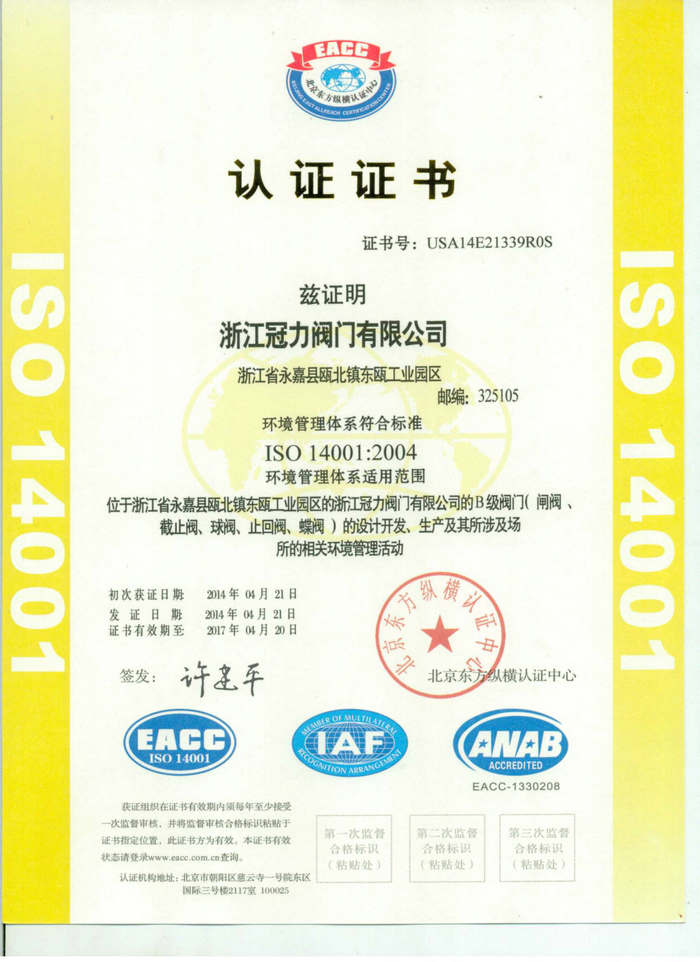 EACC
北京东方纵横认证中心
BEIJING EAST ALLREACH CERTIFICATION CENTER
认证证书
证书号：USA14E21339R0S
兹证明
浙江冠力阀门有限公司
浙江省永嘉县瓯北镇东瓯工业园区
邮编：325105
环境管理体系符合标准
ISO 14001:2004
环境管理体系适用范围
位于浙江省永嘉县瓯北镇东瓯工业园区的浙江冠力阀门有限公司的B级阀门（闸阀、
截止阀、球阀、止回阀、蝶阀）的设计开发、生产及其所涉及场
所的相关环境管理活动
初次获证日期： 2014 年 04 月 21日
发 证 日 期： 2014 年 04 月 21日
证书有效期至： 2017 年 04 月 20日
签发：许建平
北京东方纵横认证中心
北京东方纵横认证中心
ISO 14001
ISO 14001
EACC
ISO 14001
MEMBER OF MULTILATERAL
IAF
RECOGNITION ARRANGEMENT
ANAB
ACCREDITED
EACC-1330208
获证组织在证书有效期内须每年至少接受
一次监督审核，并将监督审核合格标识粘贴于
证书指定位置，此证书方为有效。本证书有效
状态请登录www.eacc.com.cn查询。
认证机构地址：北京市朝阳区慈云寺一号院东区
国际三号楼2117室 100025
第一次监督
合格标识
（粘贴处）
第二次监督
合格标识
（粘贴处）
第三次监督
合格标识
（粘贴处）